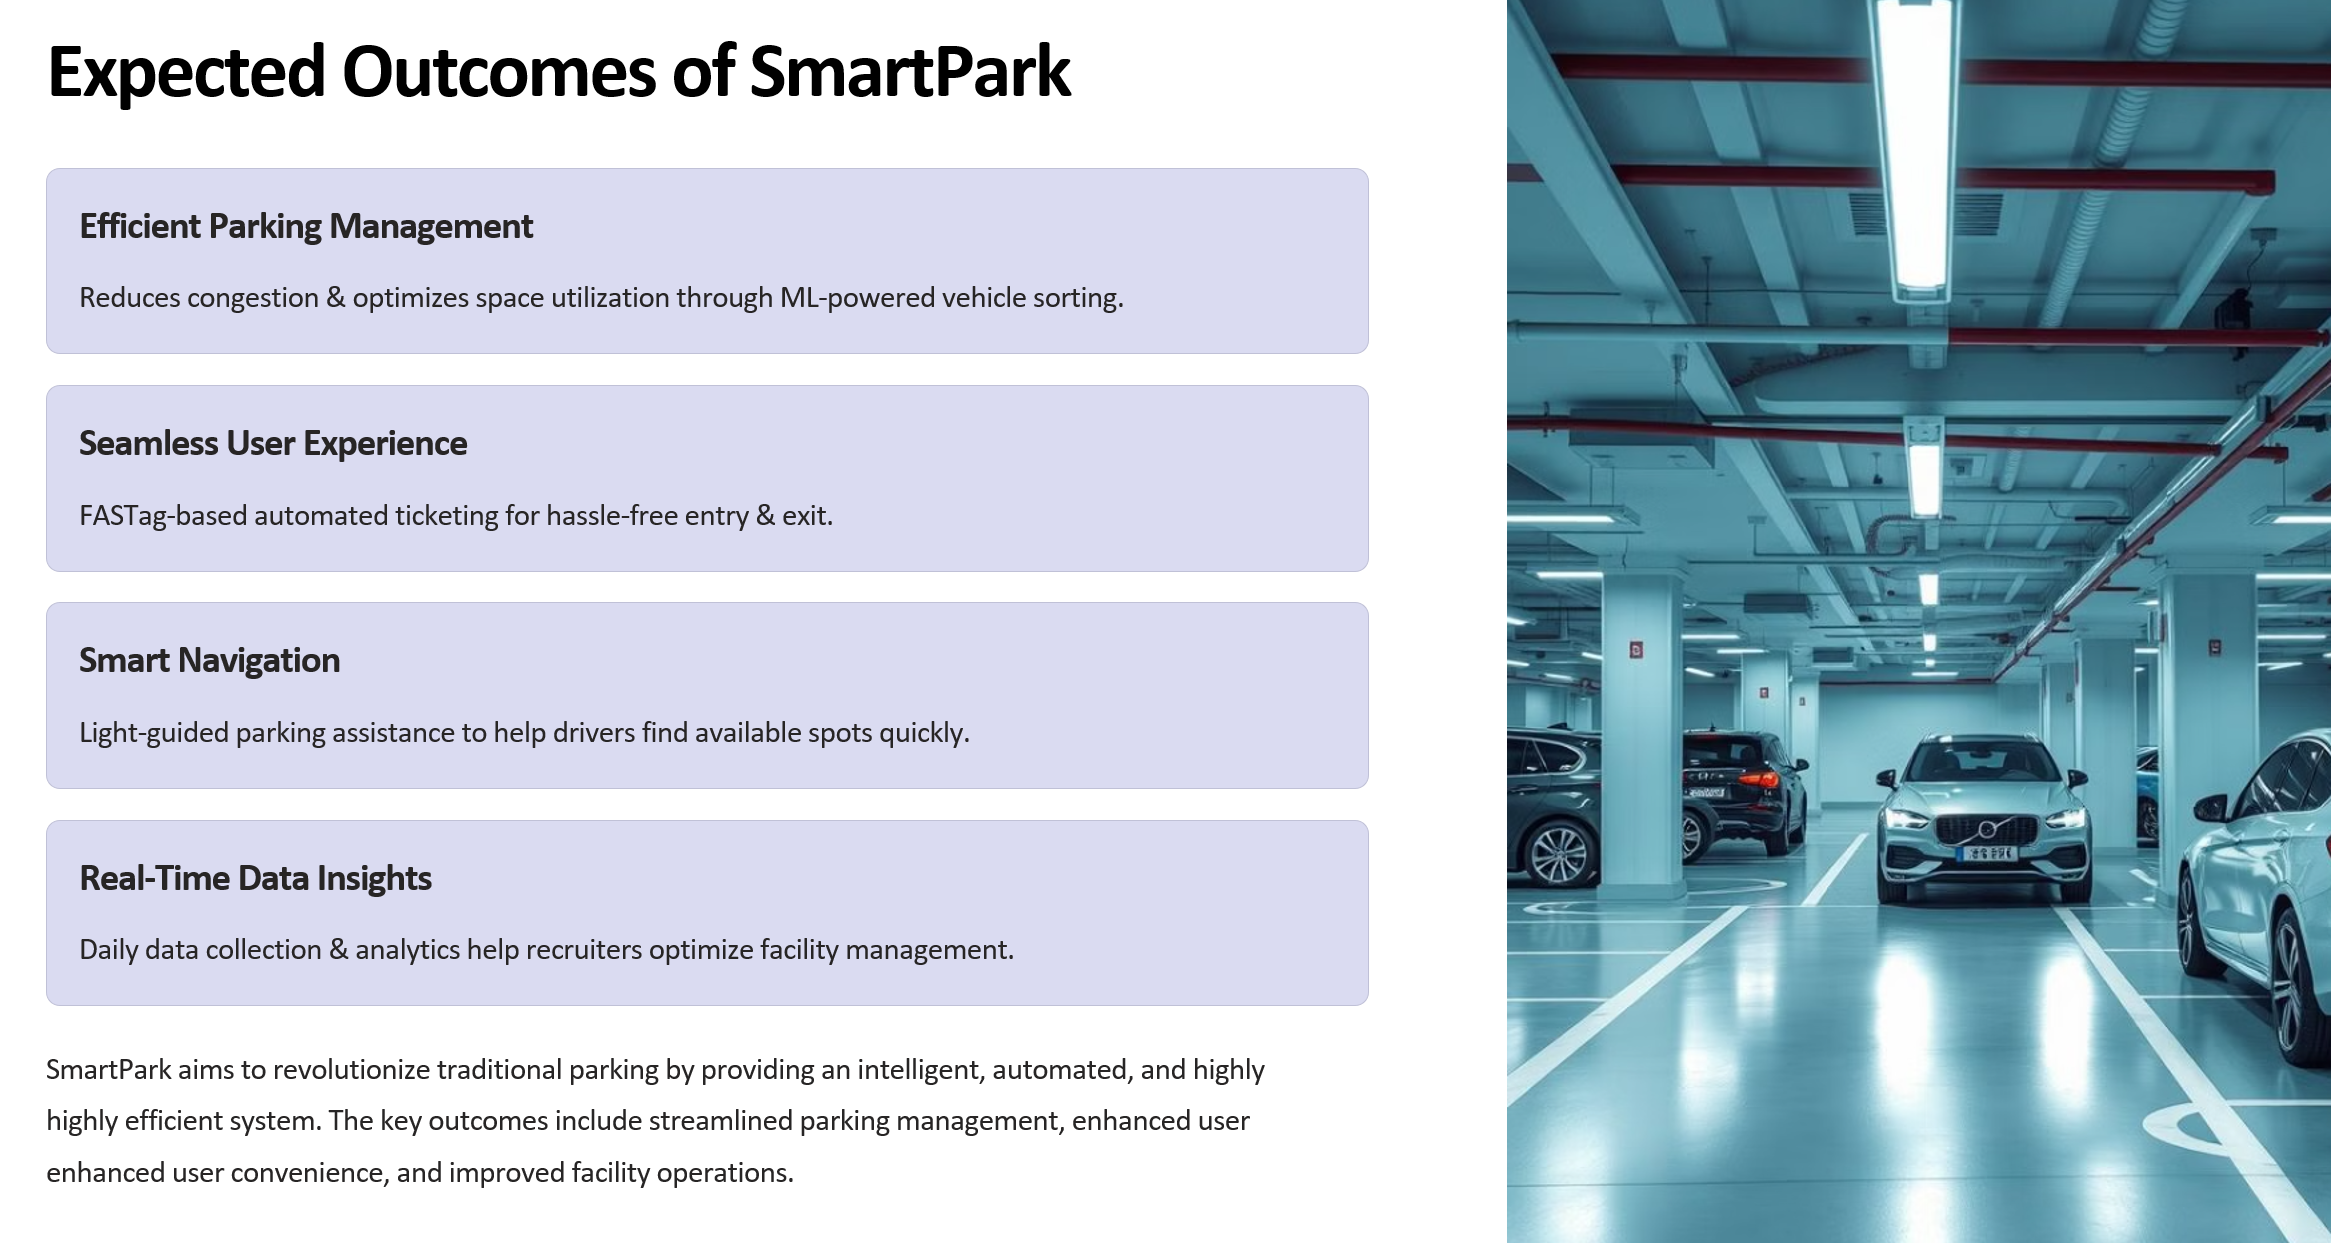 Expected Outcomes of SmartPark
Efficient Parking Management
Reduces congestion & optimizes space utilization through ML-powered vehicle sorting.
Seamless User Experience
FASTag-based automated ticketing for hassle-free entry & exit.
Smart Navigation
Light-guided parking assistance to help drivers find available spots quickly.
Real-Time Data Insights
Daily data collection & analytics help recruiters optimize facility management.
SmartPark aims to revolutionize traditional parking by providing an intelligent, automated, and highly
highly efficient system. The key outcomes include streamlined parking management, enhanced user
enhanced user convenience, and improved facility operations.